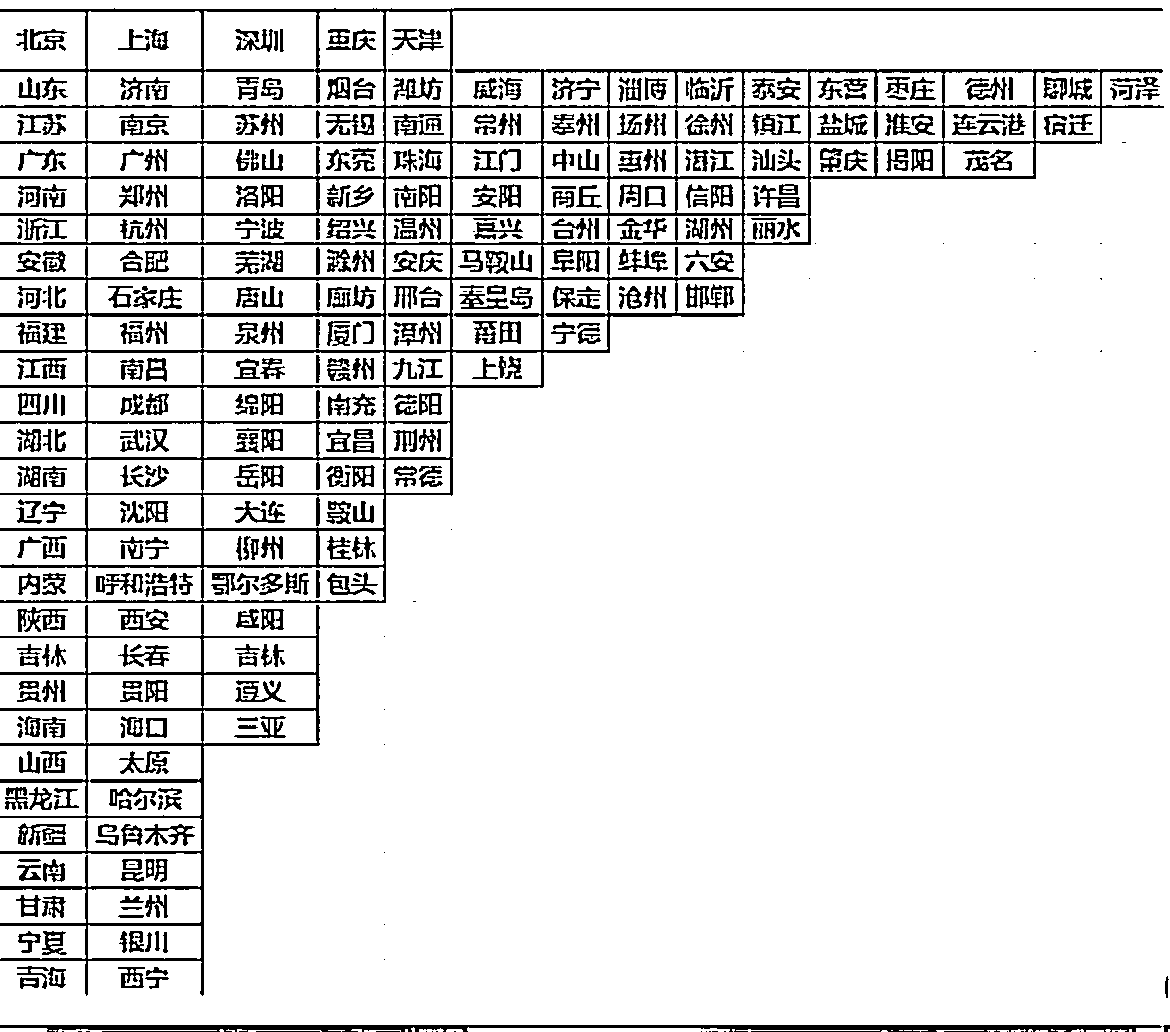 北京 上海 深圳 重庆 天津
山东 济南 青岛 烟台 潍坊 威海 济宁 淄博 临沂 泰安 东营 枣庄 德州 聊城 菏泽
江苏 南京 苏州 无锡 南通 常州 泰州 扬州 徐州 镇江 盐城 淮安 连云港 宿迁
广东 广州 佛山 东莞 珠海 江门 中山 惠州 湛江 汕头 肇庆 揭阳 茂名
河南 郑州 洛阳 新乡 南阳 安阳 商丘 周口 信阳 许昌
浙江 杭州 宁波 绍兴 温州 嘉兴 台州 金华 湖州 丽水
安徽 合肥 芜湖 滁州 安庆 马鞍山 阜阳 蚌埠 六安
河北 石家庄 唐山 廊坊 邢台 秦皇岛 保定 沧州 邯郸
福建 福州 泉州 厦门 漳州 莆田 宁德
江西 南昌 宜春 赣州 九江 上饶
四川 成都 绵阳 南充 德阳
湖北 武汉 襄阳 宜昌 荆州
湖南 长沙 岳阳 衡阳 常德
辽宁 沈阳 大连 鞍山
广西 南宁 柳州 桂林
内蒙 呼和浩特 鄂尔多斯 包头
陕西 西安 咸阳
吉林 长春 吉林
贵州 贵阳 遵义
海南 海口 三亚
山西 太原
黑龙江 哈尔滨
新疆 乌鲁木齐
云南 昆明
甘肃 兰州
宁夏 银川
青海 西宁